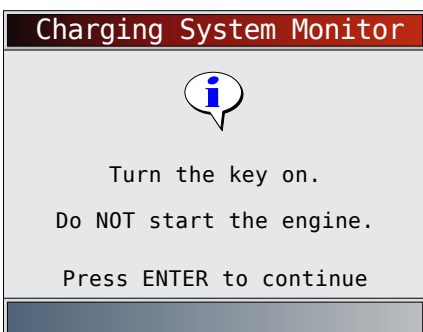 Charging System Monitor
i
Turn the key on.
Do NOT start the engine.
Press ENTER to continue